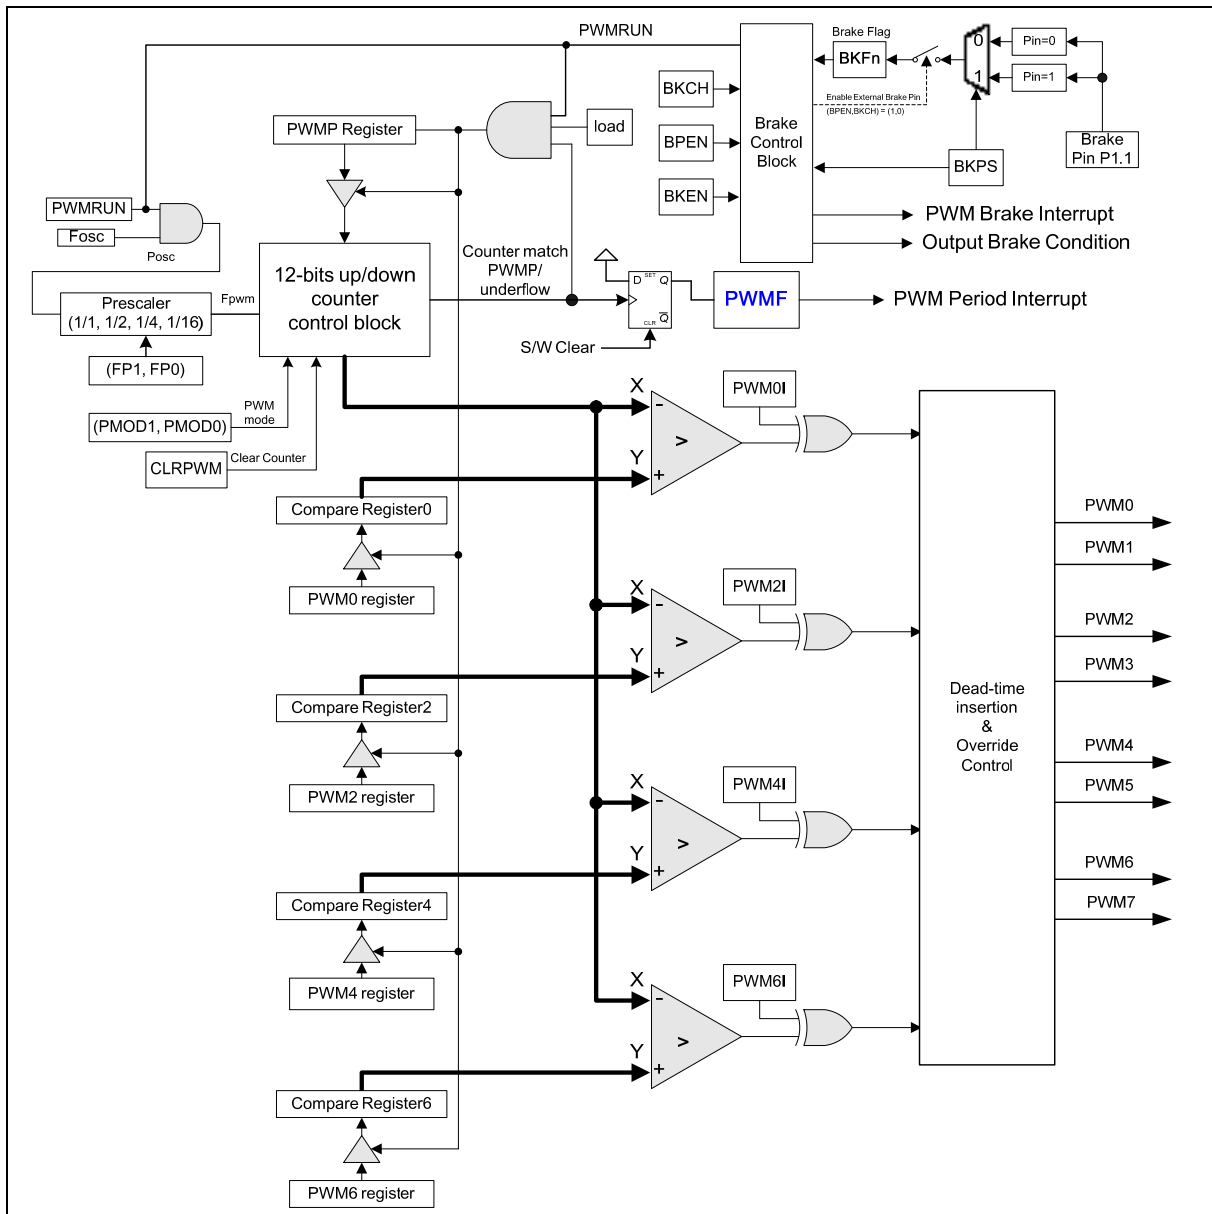 PWMRUN
Brake Flag
BKFn
0
1
Pin=0
Pin=1
Enable External Brake Pin
(BPEN,BKCH) = (1,0)
BKCH
BPEN
BKEN
Brake
Control
Block
BKPS
Brake
Pin P1.1
PWM Brake Interrupt
Output Brake Condition
PWMP Register
load
PWMRUN
Fosc
Posc
Prescaler
(1/1, 1/2, 1/4, 1/16)
Fpwm
(FP1, FP0)
12-bits up/down
counter
control block
Counter match
PWMP/
underflow
D
SET
Q
CLR
Q
S/W Clear
PWMF
PWM Period Interrupt
(PMOD1, PMOD0)
PWM
mode
CLRPWM
Clear Counter
X
-
>
Y
+
PWM0I
Compare Register0
PWM0 register
X
-
>
Y
+
PWM2I
Compare Register2
PWM2 register
X
-
>
Y
+
PWM4I
Compare Register4
PWM4 register
X
-
>
Y
+
PWM6I
Compare Register6
PWM6 register
Dead-time
insertion
&
Override
Control
PWM0
PWM1
PWM2
PWM3
PWM4
PWM5
PWM6
PWM7